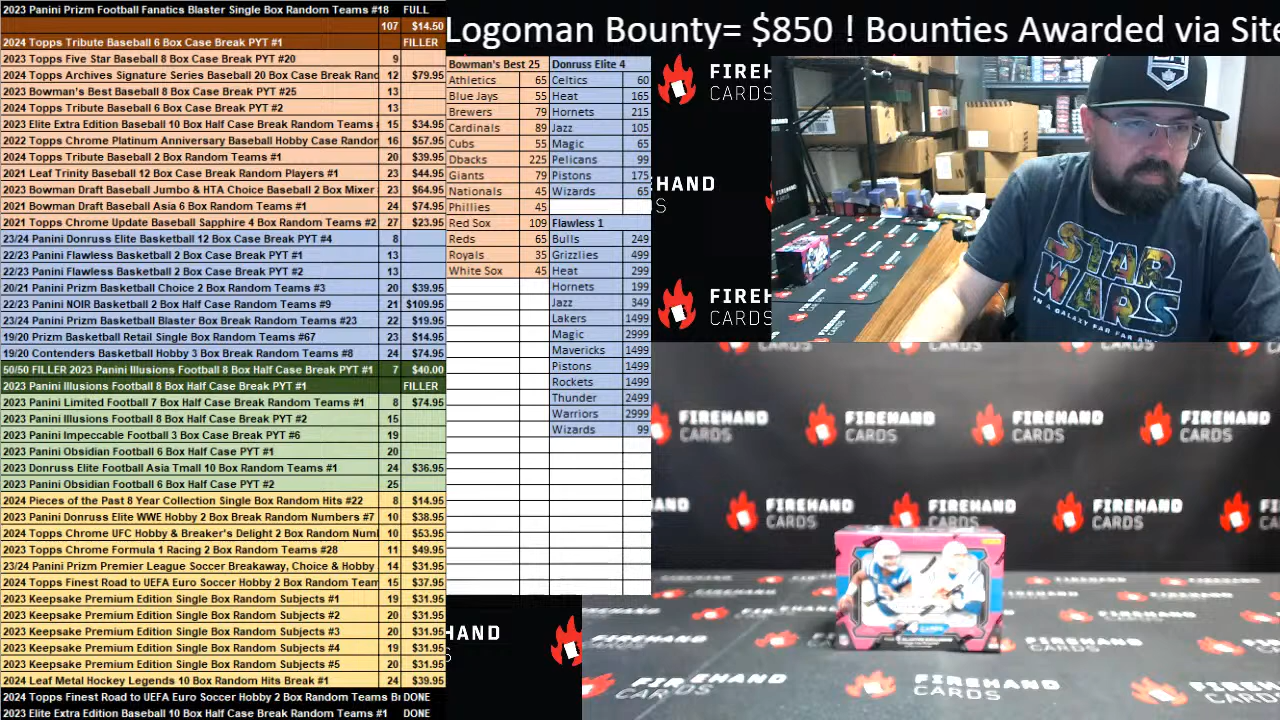 2023 Panini Prizm Football Fanatics Blaster Single Box Random Teams #18 FULL
107 $14.50
2024 Topps Tribute Baseball 6 Box Case Break PYT #1 FILLER
2023 Topps Five Star Baseball 8 Box Case Break PYT #20 9
2024 Topps Archives Signature Series Baseball 20 Box Case Break Ranc 12 $79.95
2023 Bowman's Best Baseball 8 Box Case Break PYT #25 13
2024 Topps Tribute Baseball 6 Box Case Break PYT #2 13
2023 Elite Extra Edition Baseball 10 Box Half Case Break Random Teams 15 $34.95
2022 Topps Chrome Platinum Anniversary Baseball Hobby Case Randor 16 $57.95
2024 Topps Tribute Baseball 2 Box Random Teams #1 20 $39.95
2021 Leaf Trinity Baseball 12 Box Case Break Random Players #1 23 $44.95
2023 Bowman Draft Baseball Jumbo & HTA Choice Baseball 2 Box Mixer 23 $64.95
2021 Bowman Draft Baseball Asia 6 Box Random Teams #1 24 $74.95
2021 Topps Chrome Update Baseball Sapphire 4 Box Random Teams #2 27 $23.95
23/24 Panini Donruss Elite Basketball 12 Box Case Break PYT #4 8
22/23 Panini Flawless Basketball 2 Box Case Break PYT #1 13
22/23 Panini Flawless Basketball 2 Box Case Break PYT #2 13
20/21 Panini Prizm Basketball Choice 2 Box Random Teams #3 20 $39.95
22/23 Panini NOIR Basketball 2 Box Half Case Random Teams #9 21 $109.95
23/24 Panini Prizm Basketball Blaster Box Random Teams #23 22 $19.95
19/20 Prizm Basketball Retail Single Box Random Teams #67 23 $14.95
19/20 Contenders Basketball Hobby 3 Box Break Random Teams #8 24 $74.95
50/50 FILLER 2023 Panini Illusions Football 8 Box Half Case Break PYT #1 7 $40.00
2023 Panini Illusions Football 8 Box Half Case Break PYT #1 FILLER
2023 Panini Limited Football 7 Box Half Case Break Random Teams #1 8 $74.95
2023 Panini Illusions Football 8 Box Half Case Break PYT #2 15
2023 Panini Impeccable Football 3 Box Case Break PYT #6 19
2023 Panini Obsidian Football 6 Box Half Case PYT #1 20
2023 Donruss Elite Football Asia Tmall 10 Box Random Teams #1 24 $36.95
2023 Panini Obsidian Football 6 Box Half Case PYT #2 25
2024 Pieces of the Past 8 Year Collection Single Box Random Hits #22 8 $14.95
2023 Panini Donruss Elite WWE Hobby 2 Box Break Random Numbers #7 10 $38.95
2024 Topps Chrome UFC Hobby & Breaker's Delight 2 Box Random Numl 10 $53.95
2023 Topps Chrome Formula 1 Racing 2 Box Random Teams #28 11 $49.95
23/24 Panini Prizm Premier League Soccer Breakaway, Choice & Hobby 14 $31.95
2024 Topps Finest Road to UEFA Euro Soccer Hobby 2 Box Random Team 15 $37.95
2023 Keepsake Premium Edition Single Box Random Subjects #1 19 $31.95
2023 Keepsake Premium Edition Single Box Random Subjects #2 20 $31.95
2023 Keepsake Premium Edition Single Box Random Subjects #3 20 $31.95
2023 Keepsake Premium Edition Single Box Random Subjects #4 19 $31.95
2023 Keepsake Premium Edition Single Box Random Subjects #5 20 $31.95
2024 Leaf Metal Hockey Legends 10 Box Random Hits Break #1 24 $39.95
2024 Topps Finest Road to UEFA Euro Soccer Hobby 2 Box Random Teams Br DONE
2023 Elite Extra Edition Baseball 10 Box Half Case Break Random Teams #1 DONE
Logoman Bounty= $850 ! Bounties Awarded via Site
Bowman's Best 25
Athletics 65
Blue Jays 55
Brewers 79
Cardinals 89
Cubs 55
Dbacks 225
Giants 79
Nationals 45
Phillies 45
Red Sox 109
Reds 65
Royals 35
White Sox 45
Donruss Elite 4
Celtics 60
Heat 165
Hornets 215
Jazz 105
Magic 65
Pelicans 99
Pistons 175
Wizards 65
Flawless 1
Bulls 249
Grizzlies 499
Heat 299
Hornets 199
Jazz 349
Lakers 1499
Magic 2999
Mavericks 1499
Pistons 1499
Rockets 1499
Thunder 2499
Warriors 2999
Wizards 99
FIREH
CARDS
HAND
S
FIREH
CARDS
HAND
STAR
WARS
IN A GALAXY FAR FAR
FIREHAND
CARDS
FIREHAND
CARDS
FIREHAND
CARDS
FIREHAND
CARDS
FIREHAND
CARDS
FIREHAND
CARDS
FIREHAND
CARDS
FIREHAND
CARDS
FIREHAND
CARDS